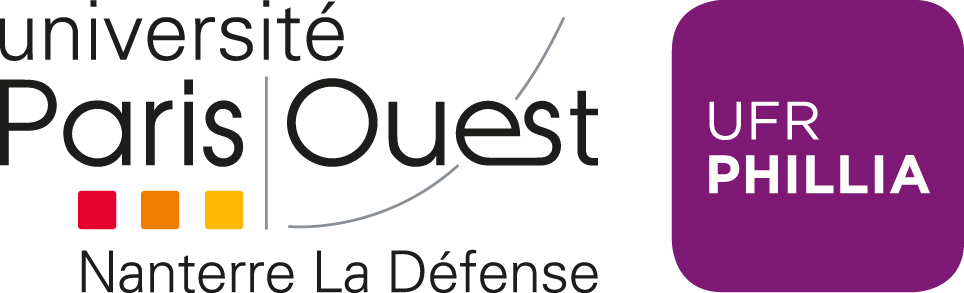 université
Paris Ouest
Nanterre La Défense
UFR
PHILLIA